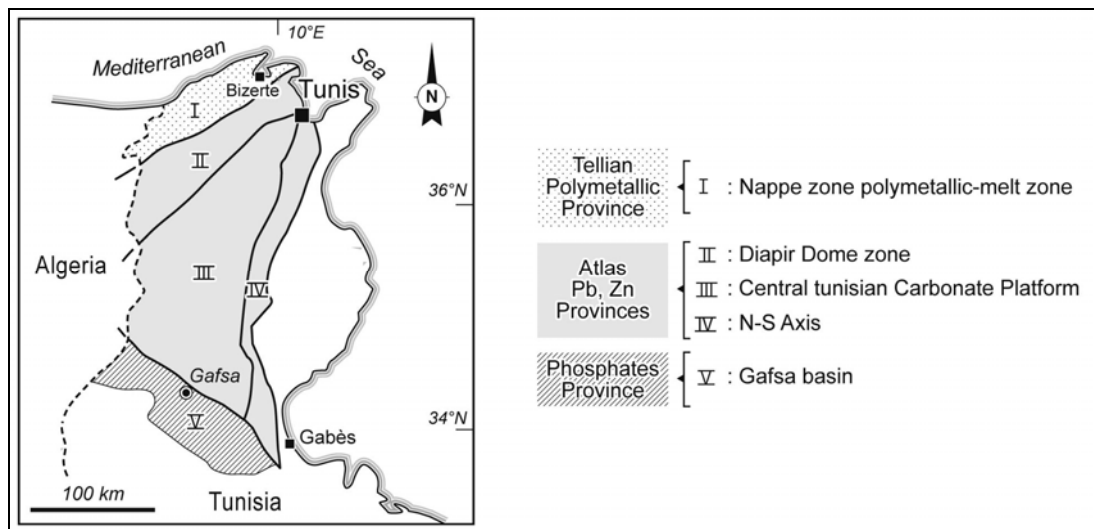 10°E
Mediterranean
Sea
Bizerte
Tunis
N
I
II
36°N
Algeria
III
IV
Gafsa
V
34°N
Gabès
100 km
Tunisia
Tellian
Polymetallic
Province
I : Nappe zone polymetallic-melt zone
Atlas
Pb, Zn
Provinces
II : Diapir Dome zone
III : Central tunisian Carbonate Platform
IV : N-S Axis
Phosphates
Province
V : Gafsa basin